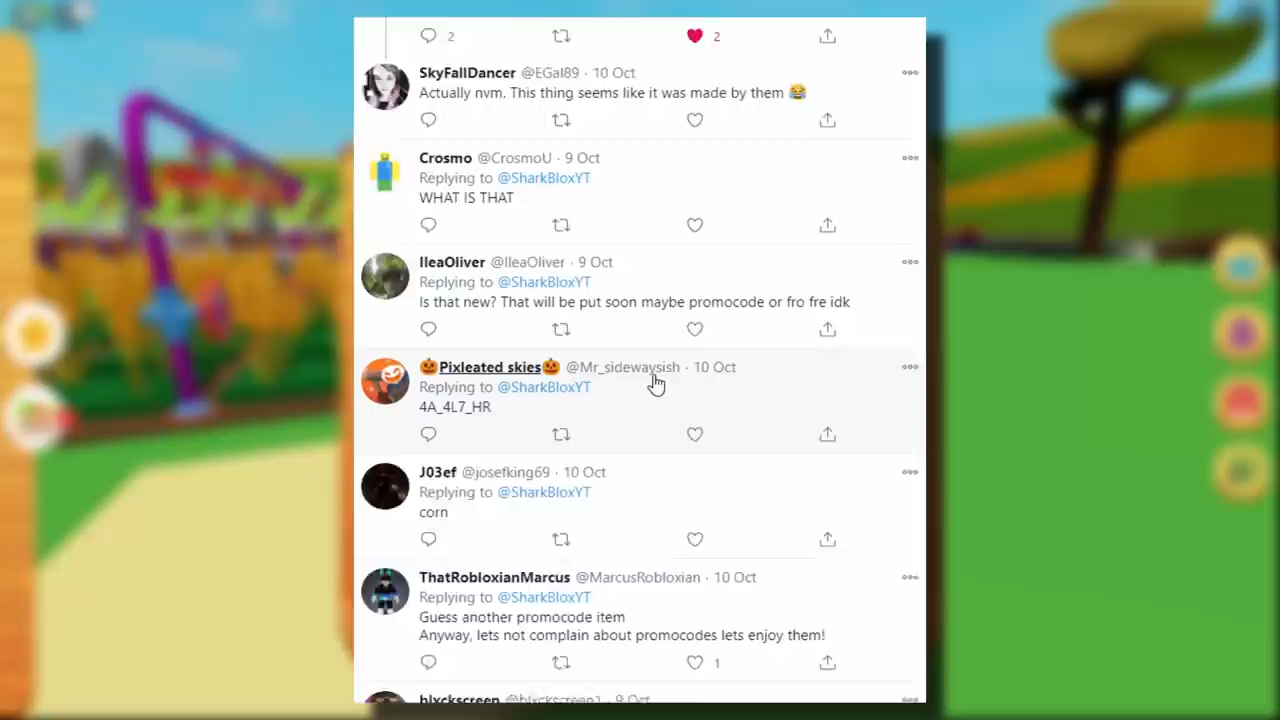 2 2
SkyFallDancer @EGal89 · 10 Oct
Actually nvm. This thing seems like it was made by them 😂
Crosmo @CrosmoU · 9 Oct
Replying to @SharkBloxYT
WHAT IS THAT
IleaOliver @IleaOliver · 9 Oct
Replying to @SharkBloxYT
Is that new? That will be put soon maybe promocode or fro fre idk
🎃Pixleated skies🎃 @Mr_sidewaysish · 10 Oct
Replying to @SharkBloxYT
4A_4L7_HR
J03ef @josefking69 · 10 Oct
Replying to @SharkBloxYT
corn
ThatRobloxianMarcus @MarcusRobloxian · 10 Oct
Replying to @SharkBloxYT
Guess another promocode item
Anyway, lets not complain about promocodes lets enjoy them!
1
blxckscreen @blxckscreen1 · 9 Oct